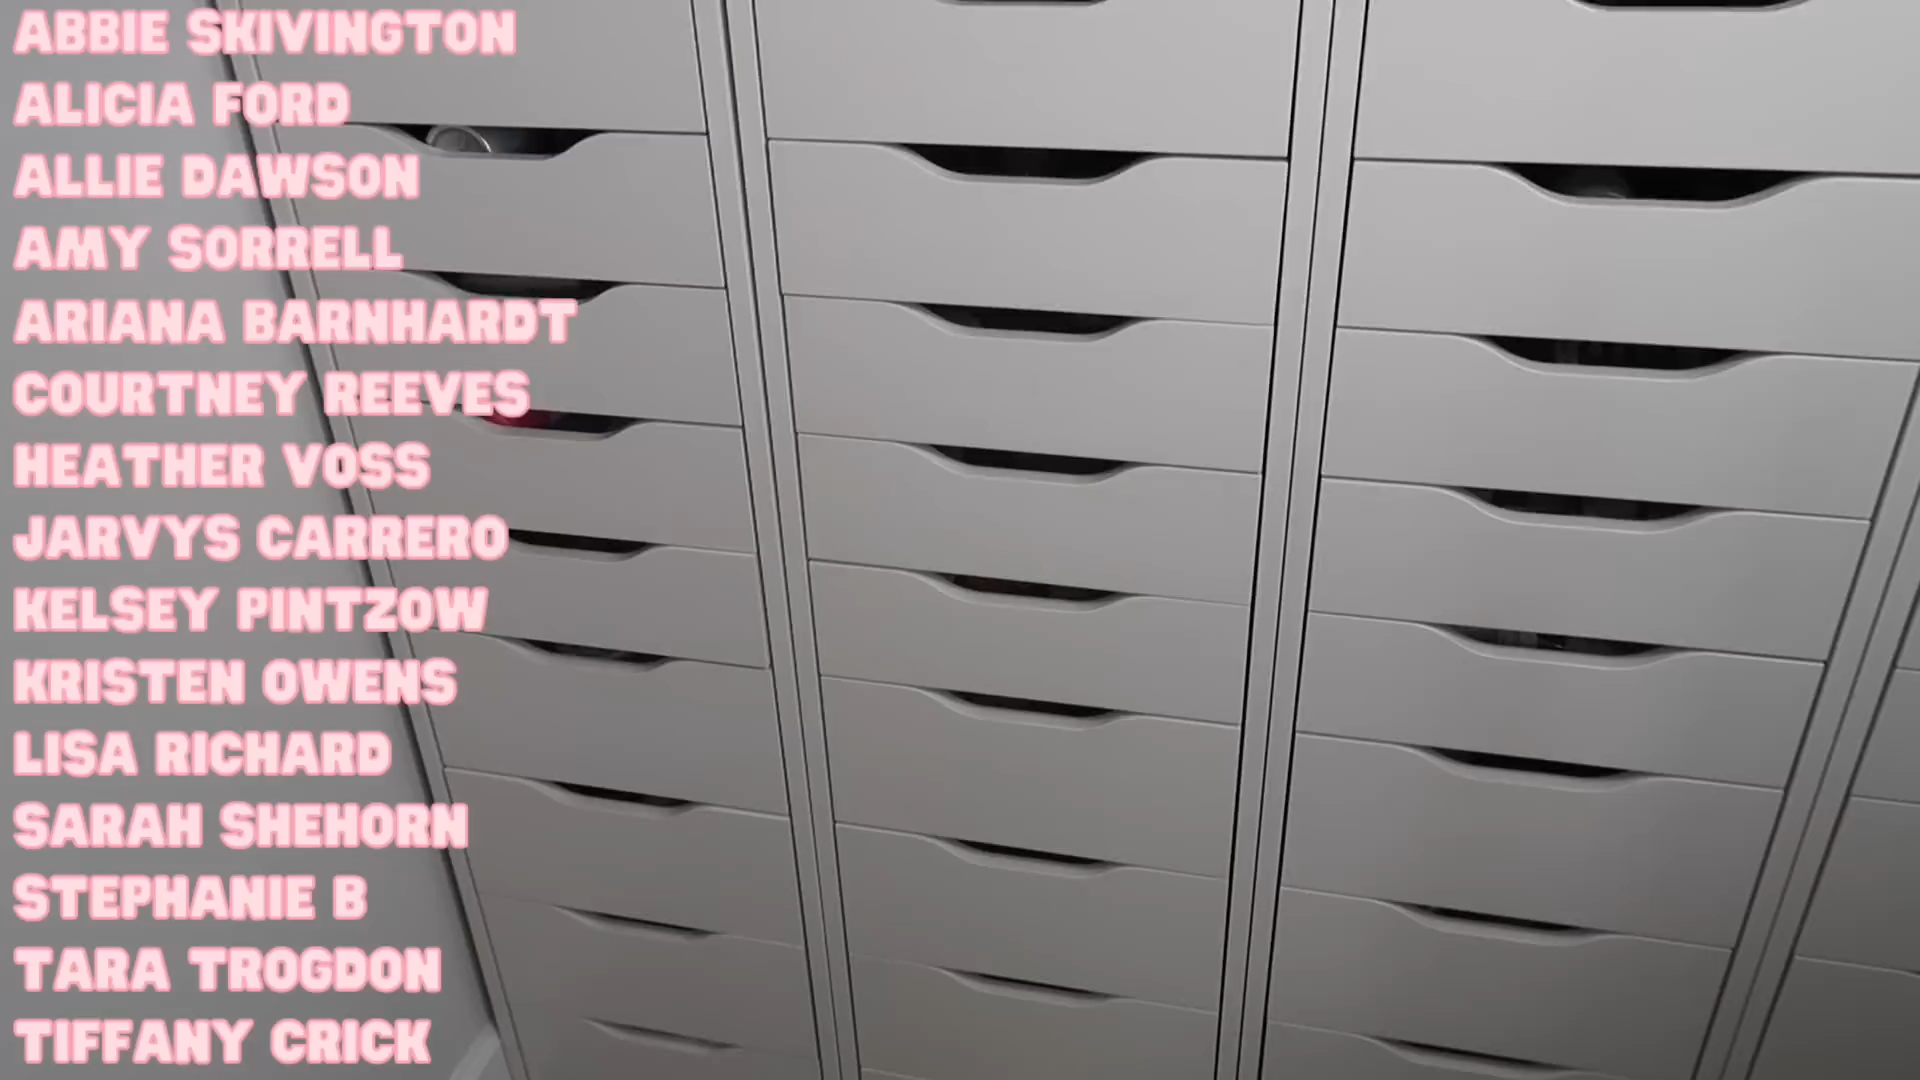 ABBIE SKIVINGTON
ALICIA FORD
ALLIE DAWSON
AMY SORRELL
ARIANA BARNHARDT
COURTNEY REEVES
HEATHER VOSS
JARVYS CARRERO
KELSEY PINTZOW
KRISTEN OWENS
LISA RICHARD
SARAH SHEHORN
STEPHANIE B
TARA TROGDON
TIFFANY CRICK